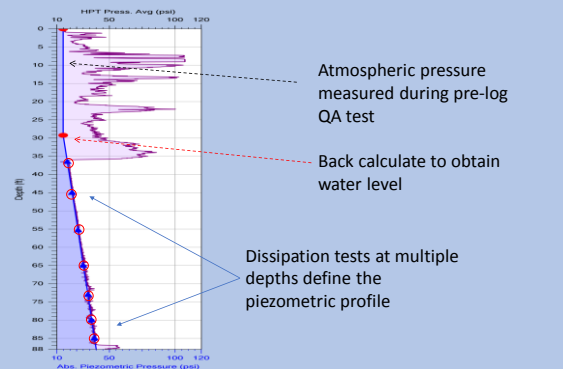 HPT Press. Avg (psi)
10 50 100 120
0
5
10
15
20
25
30
35
40
45
50
55
60
65
70
75
80
85
88
Depth (ft)
10 50 100 120
Abs. Piezometric Pressure (psi)
Atmospheric pressure
measured during pre-log
QA test
Back calculate to obtain
water level
Dissipation tests at multiple
depths define the
piezometric profile